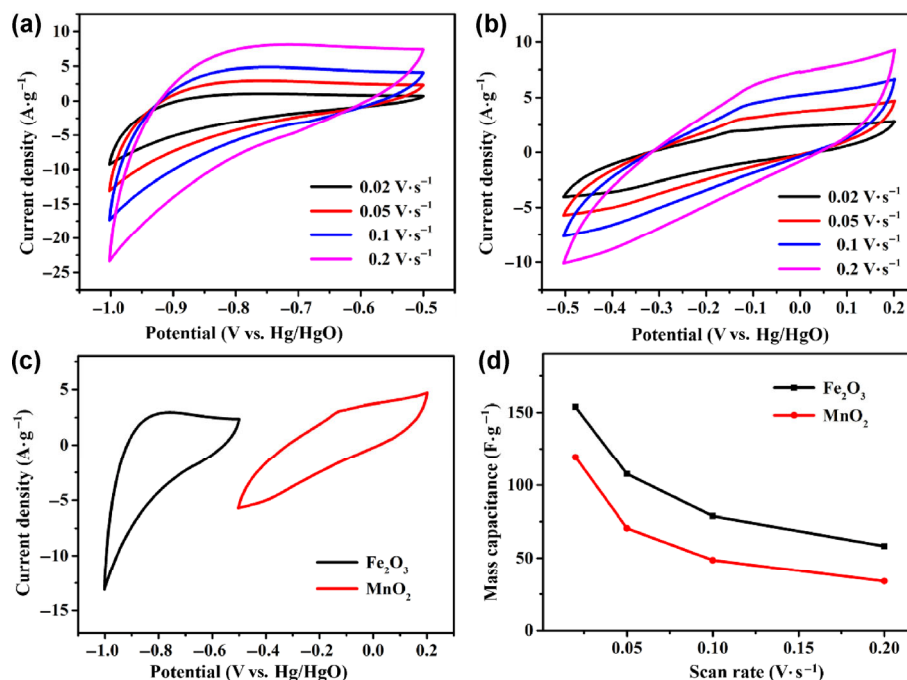 (a)
Current density (A·g⁻¹)
10
5
0
−5
−10
−15
−20
−25
0.02 V·s⁻¹
0.05 V·s⁻¹
0.1 V·s⁻¹
0.2 V·s⁻¹
−1.0 −0.9 −0.8 −0.7 −0.6 −0.5
Potential (V vs. Hg/HgO)
(b)
Current density (A·g⁻¹)
10
5
0
−5
−10
0.02 V·s⁻¹
0.05 V·s⁻¹
0.1 V·s⁻¹
0.2 V·s⁻¹
−0.5 −0.4 −0.3 −0.2 −0.1 0.0 0.1 0.2
Potential (V vs. Hg/HgO)
(c)
Current density (A·g⁻¹)
5
0
−5
−10
−15
Fe₂O₃
MnO₂
−1.0 −0.8 −0.6 −0.4 −0.2 0.0 0.2
Potential (V vs. Hg/HgO)
(d)
Mass capacitance (F·g⁻¹)
150
100
50
0
Fe₂O₃
MnO₂
0.05 0.10 0.15 0.20
Scan rate (V·s⁻¹)